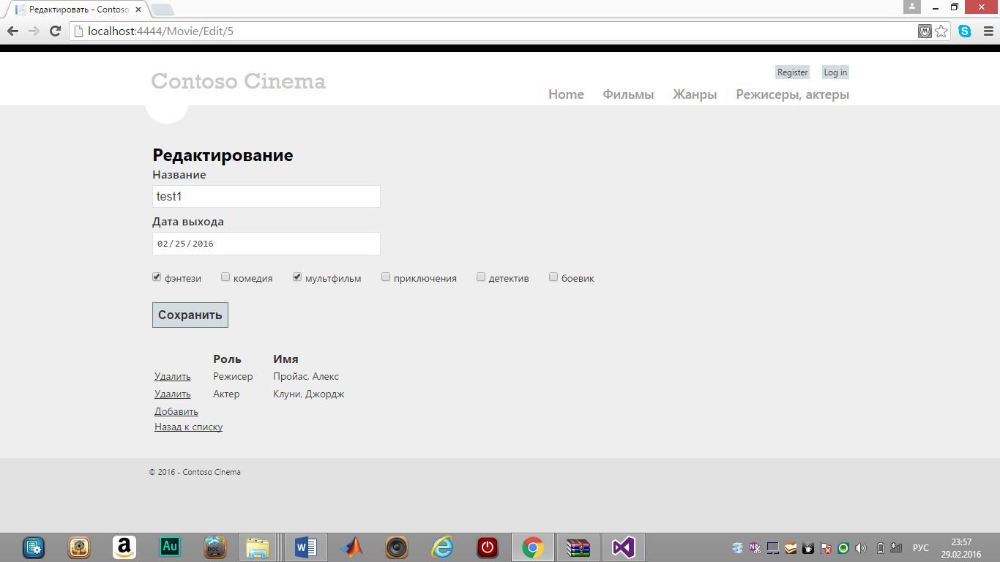 Редактировать - Contoso
localhost:4444/Movie/Edit/5
Contoso Cinema
Register Log in
Home Фильмы Жанры Режисеры, актеры
Редактирование
Название
test1
Дата выхода
02/25/2016
фэнтези комедия мультфильм приключения детектив боевик
Сохранить
Роль Имя
Удалить Режисер Пройас, Алекс
Удалить Актер Клуни, Джордж
Добавить
Назад к списку
© 2016 - Contoso Cinema
a Au DOC W РУС 23:57
29.02.2016